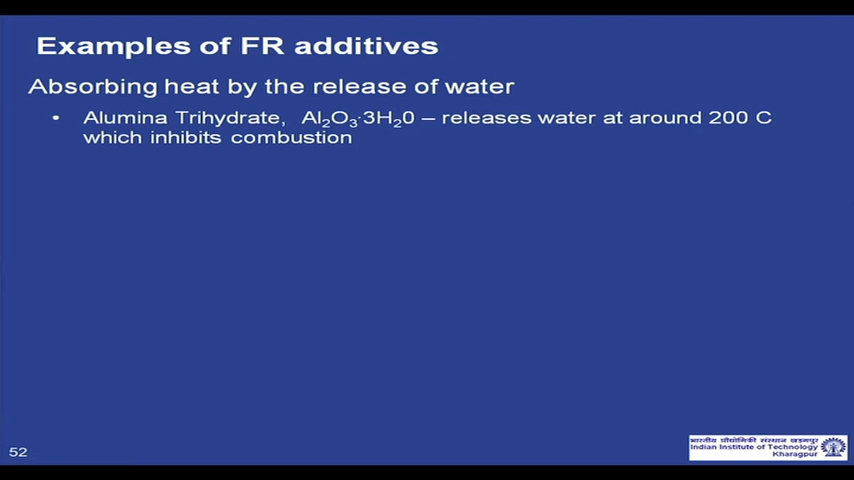 Examples of FR additives
Absorbing heat by the release of water
• Alumina Trihydrate, Al₂O₃·3H₂0 – releases water at around 200 C
which inhibits combustion
52
भारतीय प्रौद्योगिकी संस्थान खड़गपुर
Indian Institute of Technology
Kharagpur